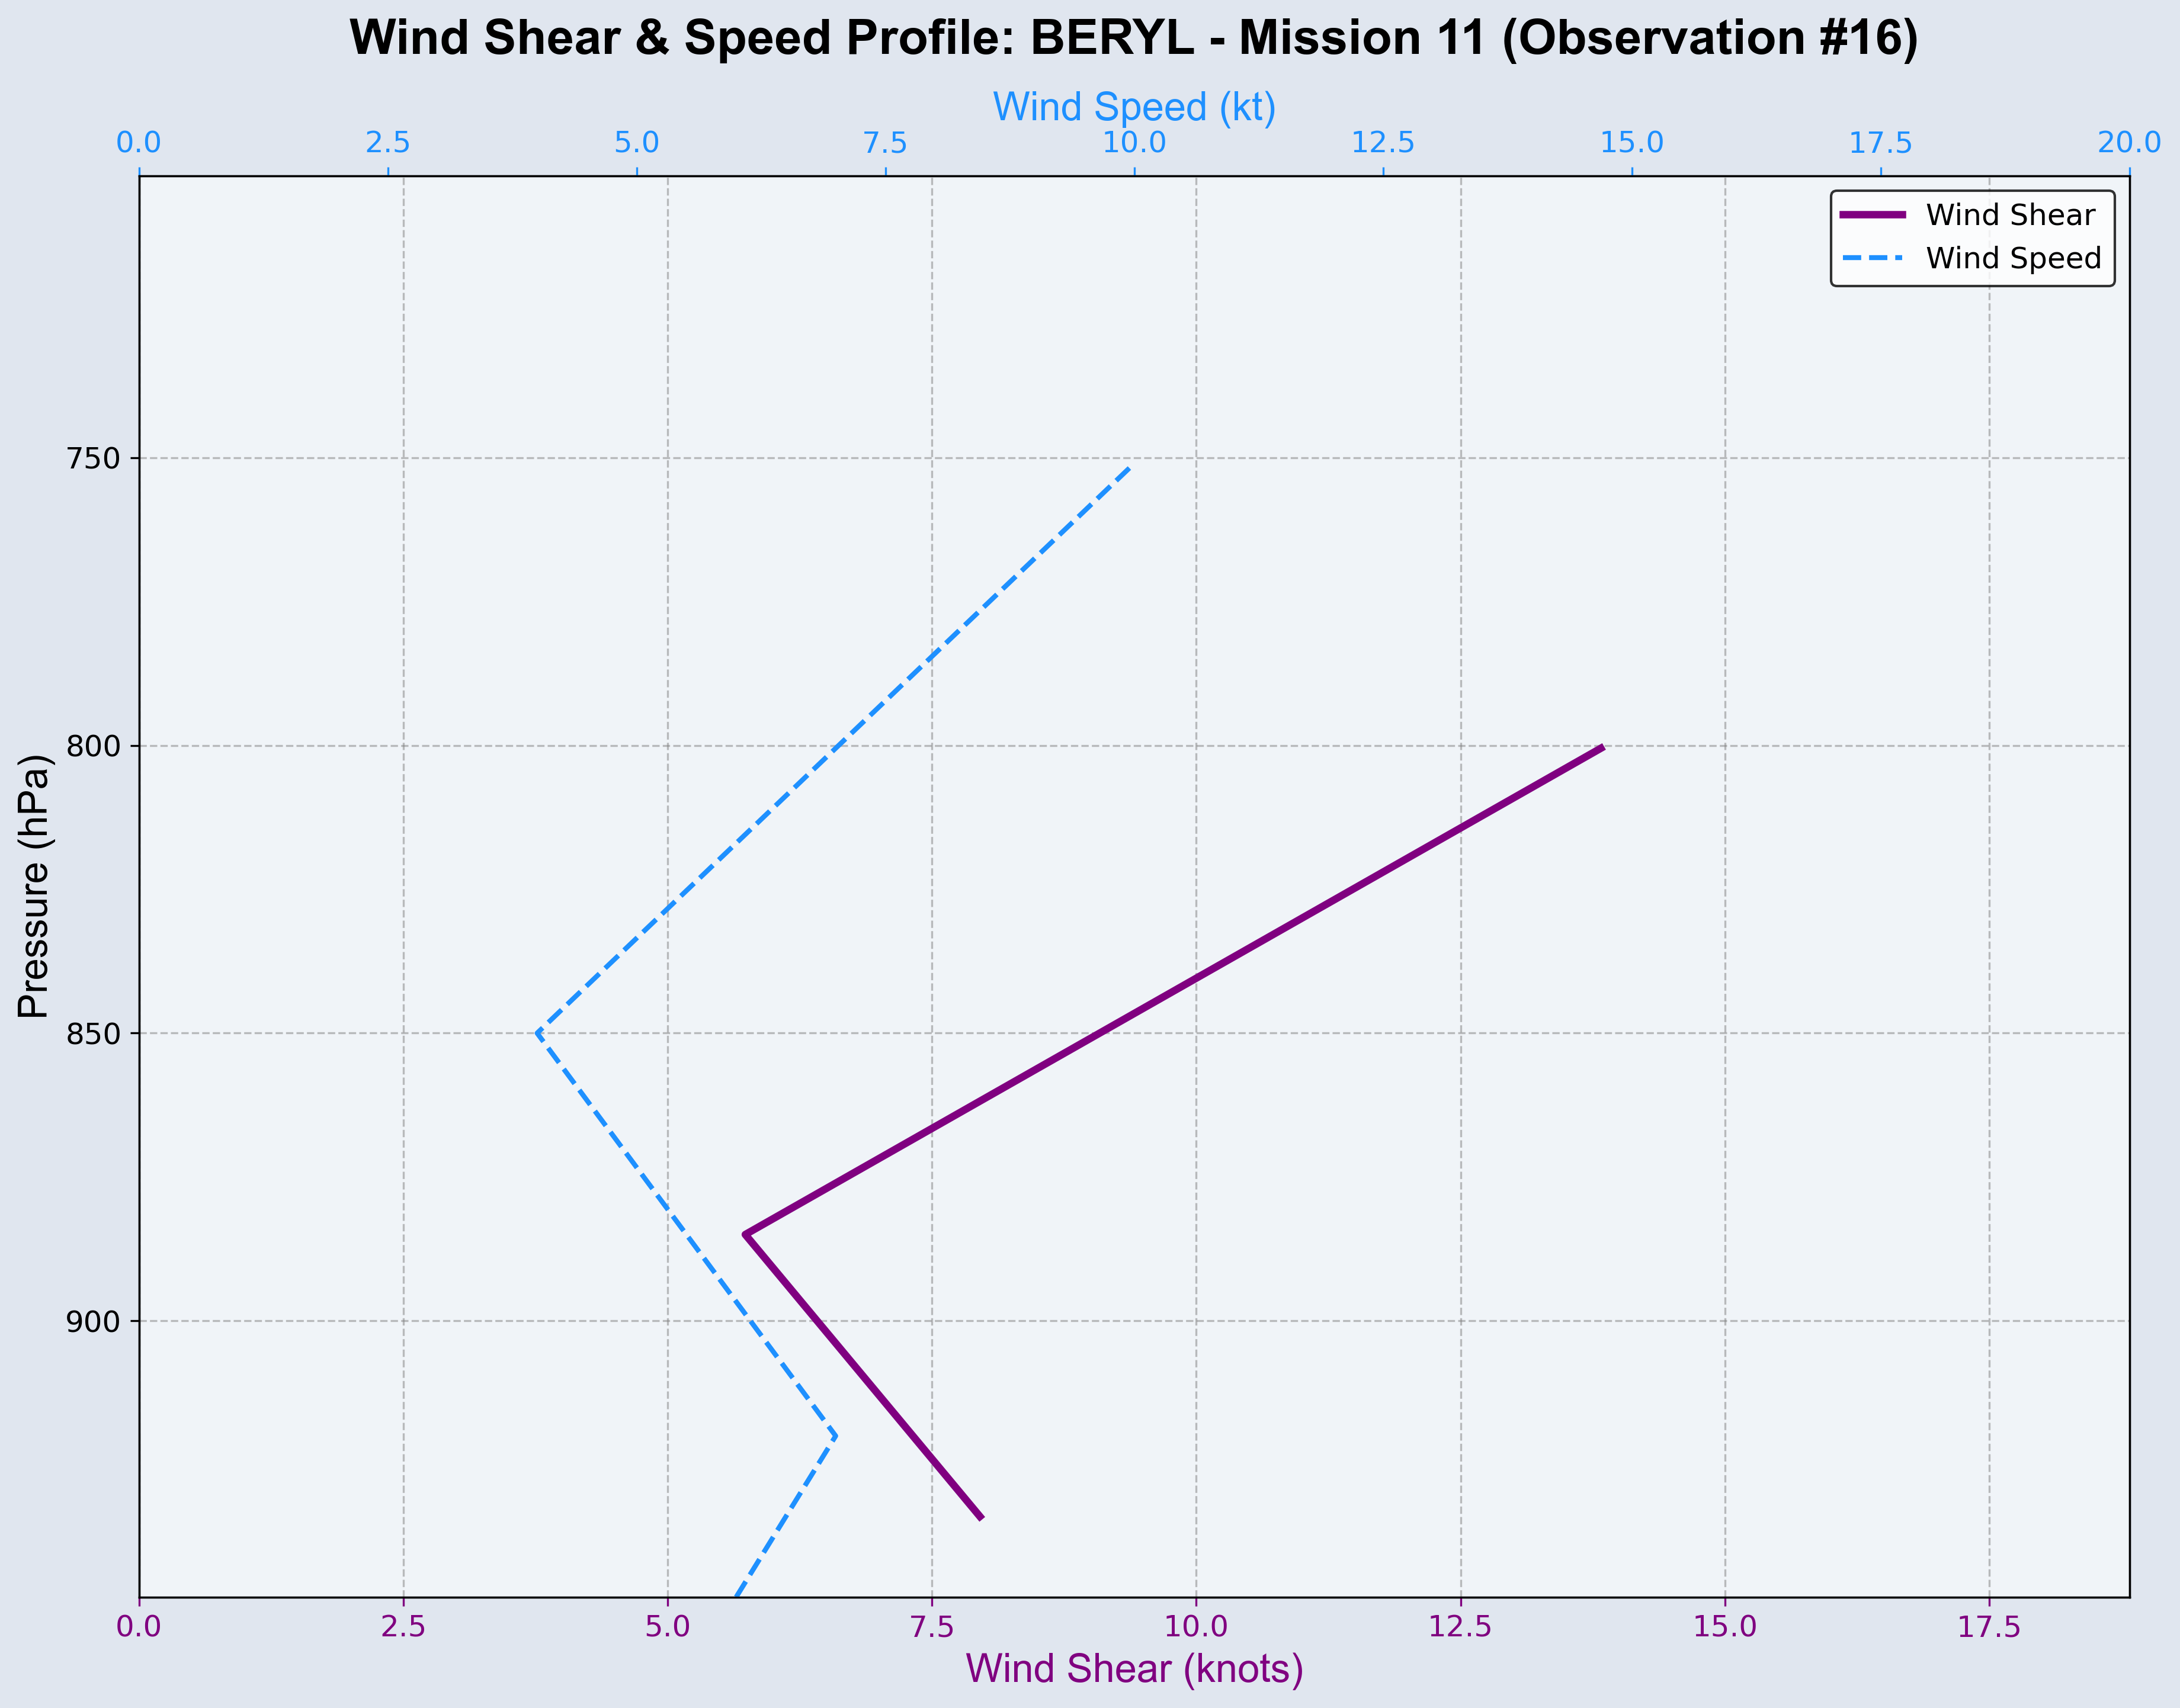 Wind Shear & Speed Profile: BERYL - Mission 11 (Observation #16)
Wind Speed (kt)
0.0 2.5 5.0 7.5 10.0 12.5 15.0 17.5 20.0
Wind Shear
Wind Speed
750
800
850
900
Pressure (hPa)
0.0 2.5 5.0 7.5 10.0 12.5 15.0 17.5
Wind Shear (knots)